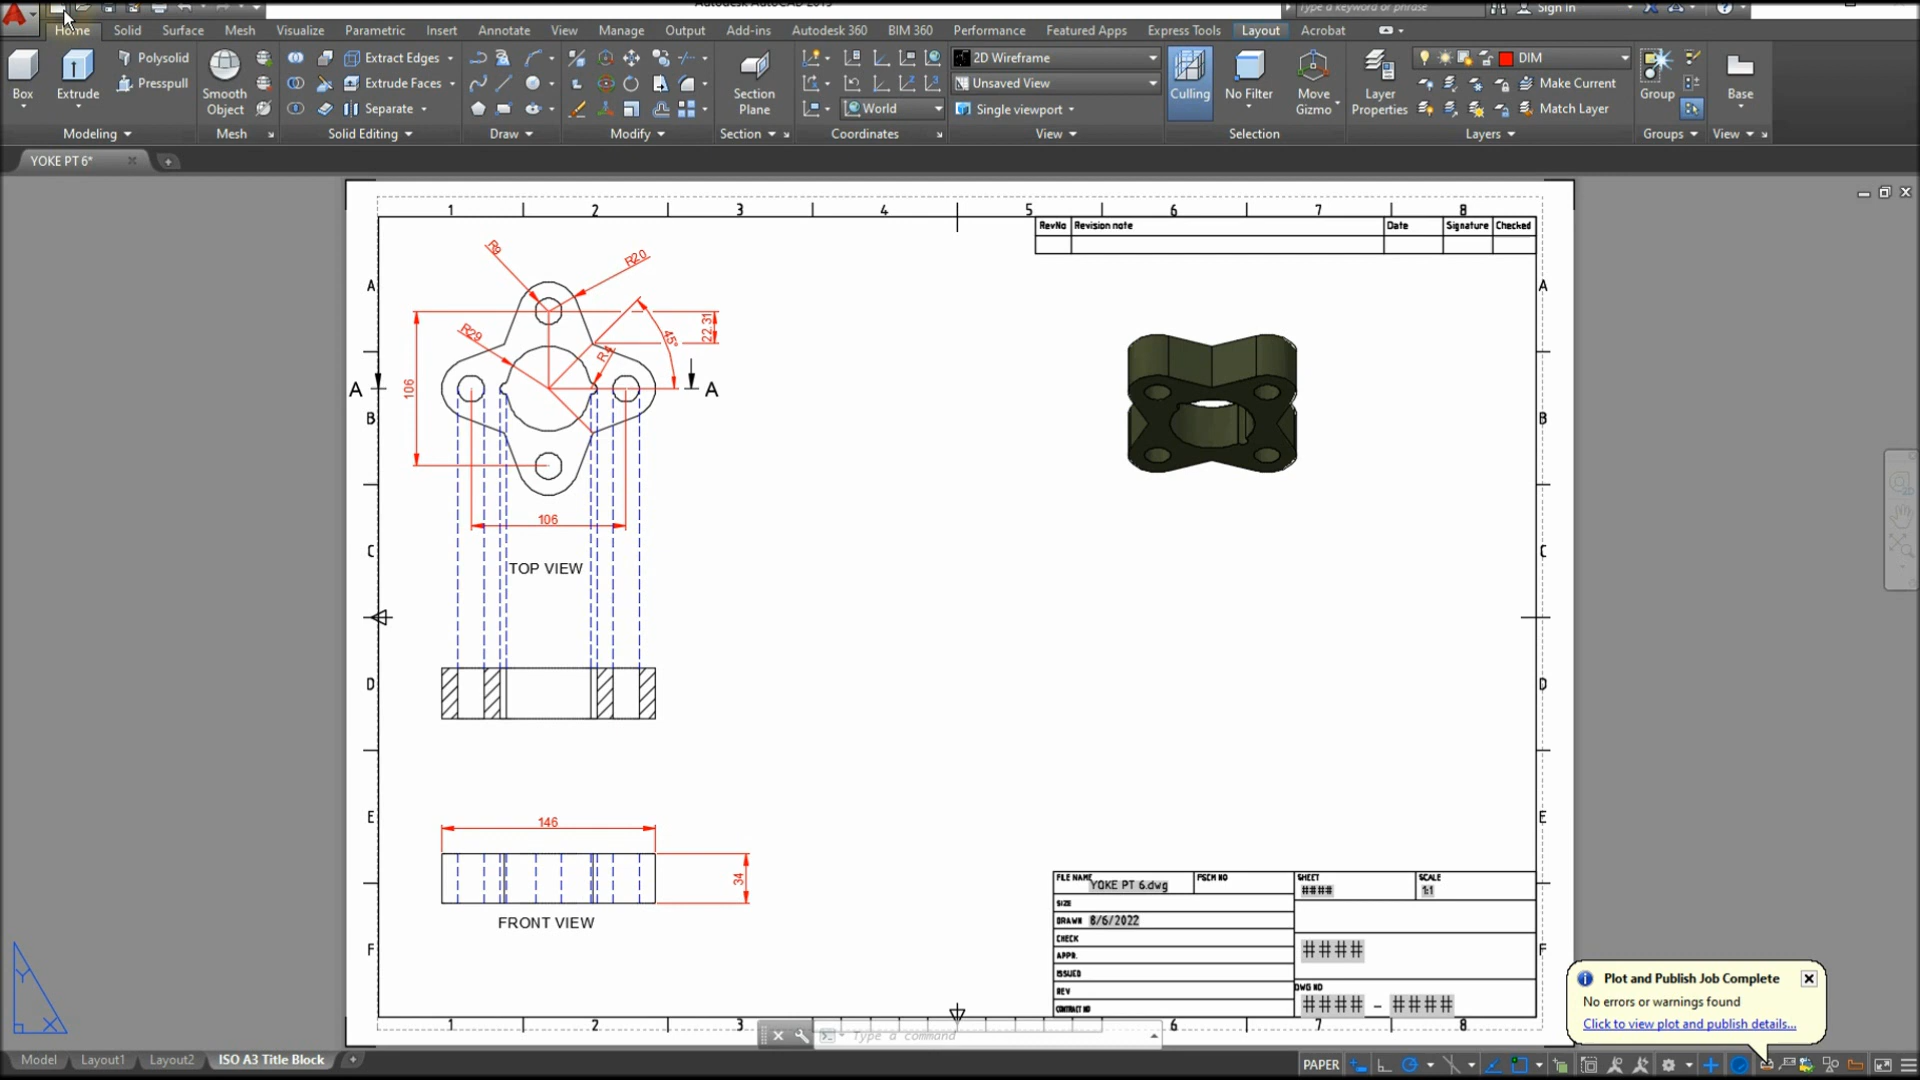 Type a keyword or phrase
Sign In
Home Solid Surface Mesh Visualize Parametric Insert Annotate View Manage Output Add-ins Autodesk 360 BIM 360 Performance Featured Apps Express Tools Layout Acrobat
Box
Extrude
Polysolid
Presspull
Modeling
Smooth
Object
Mesh
Extract Edges
Extrude Faces
Separate
Solid Editing
Draw
Modify
Section
Plane
Section
World
Coordinates
2D Wireframe
Unsaved View
Single viewport
View
Culling
No Filter
Move
Gizmo
Selection
Layer
Properties
DIM
Make Current
Match Layer
Layers
Group
Groups
Base
View
YOKE PT 6*
1 2 3 4 5 6 7 8
RevNo Revision note Date Signature Checked
A
B
C
D
E
F
A
B
C
D
E
F
R9
R20
R29
R4
45°
22.31
106
A
A
106
TOP VIEW
146
34
FRONT VIEW
FILE NAME YOKE PT 6.dwg
SHEET ####
SCALE 1:1
SIZE
DRAWN 8/6/2022
CHECK
APPR.
ISSUED
REV
CONTRACT NO
####
DWG NO
#### - ####
1 2 3 6 8
Type a command
Y
X
Plot and Publish Job Complete
No errors or warnings found
Click to view plot and publish details...
Model Layout1 Layout2 ISO A3 Title Block
PAPER